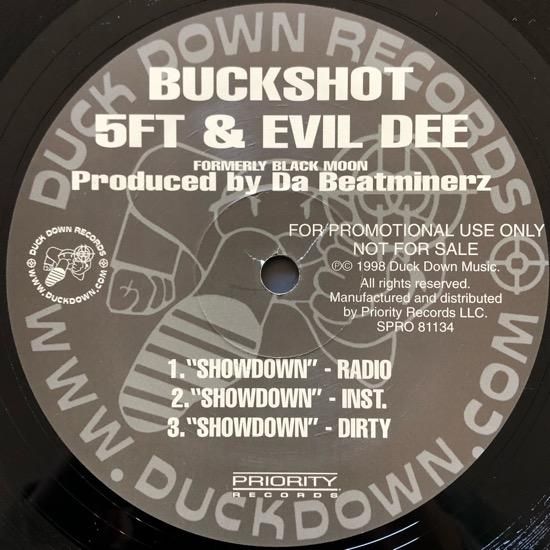 DUCK DOWN RECORDS
BUCKSHOT
5FT & EVIL DEE
FORMERLY BLACK MOON
Produced by Da Beatminerz
DUCK DOWN RECORDS
WWW.DUCKDOWN.COM
FOR PROMOTIONAL USE ONLY
NOT FOR SALE
℗© 1998 Duck Down Music.
All rights reserved.
Manufactured and distributed
by Priority Records LLC.
SPRO 81134
1. "SHOWDOWN" - RADIO
2. "SHOWDOWN" - INST.
3. "SHOWDOWN" - DIRTY
PRIORITY
RECORDS
WWW.DUCKDOWN.COM